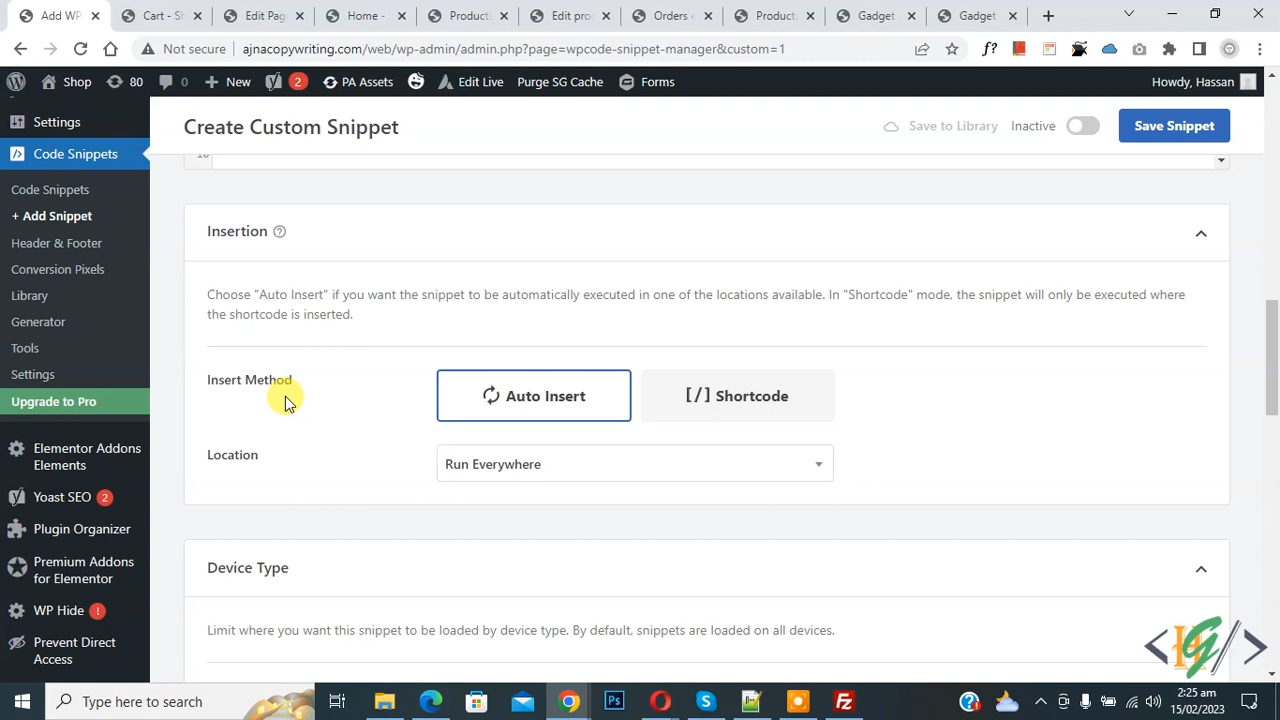 Add WP
Cart - Sh
Edit Pag
Home -
Products
Edit pro
Orders
Products
Gadget
Gadget
Not secure
ajnacopywriting.com/web/wp-admin/admin.php?page=wpcode-snippet-manager&custom=1
Shop
80
0
New
2
PA Assets
Edit Live
Purge SG Cache
Forms
Howdy, Hassan
Settings
Code Snippets
Code Snippets
+ Add Snippet
Header & Footer
Conversion Pixels
Library
Generator
Tools
Settings
Upgrade to Pro
Elementor Addons
Elements
Yoast SEO 2
Plugin Organizer
Premium Addons
for Elementor
WP Hide !
Prevent Direct
Access
Create Custom Snippet
Save to Library
Inactive
Save Snippet
Insertion
Choose "Auto Insert" if you want the snippet to be automatically executed in one of the locations available. In "Shortcode" mode, the snippet will only be executed where
the shortcode is inserted.
Insert Method
Auto Insert
[/] Shortcode
Location
Run Everywhere
Device Type
Limit where you want this snippet to be loaded by device type. By default, snippets are loaded on all devices.
Type here to search
2:25 am
15/02/2023